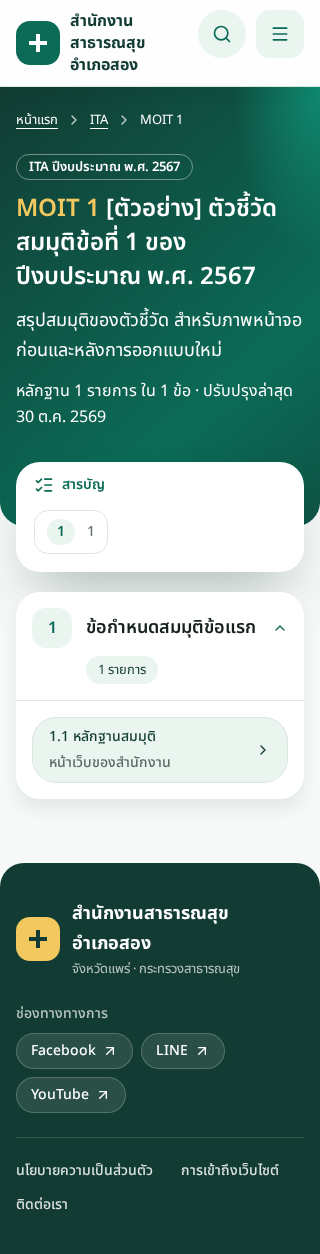 สำนักงาน
สาธารณสุข
อำเภอสอง
หน้าแรก > ITA > MOIT 1
ITA ปีงบประมาณ พ.ศ. 2567
MOIT 1 [ตัวอย่าง] ตัวชี้วัด
สมมุติข้อที่ 1 ของ
ปีงบประมาณ พ.ศ. 2567
สรุปสมมุติของตัวชี้วัด สำหรับภาพหน้าจอ
ก่อนและหลังการออกแบบใหม่
หลักฐาน 1 รายการ ใน 1 ข้อ · ปรับปรุงล่าสุด
30 ต.ค. 2569
สารบัญ
1 1
1 ข้อกำหนดสมมุติข้อแรก
1 รายการ
1.1 หลักฐานสมมุติ
หน้าเว็บของสำนักงาน
สำนักงานสาธารณสุข
อำเภอสอง
จังหวัดแพร่ · กระทรวงสาธารณสุข
ช่องทางทางการ
Facebook LINE
YouTube
นโยบายความเป็นส่วนตัว การเข้าถึงเว็บไซต์
ติดต่อเรา